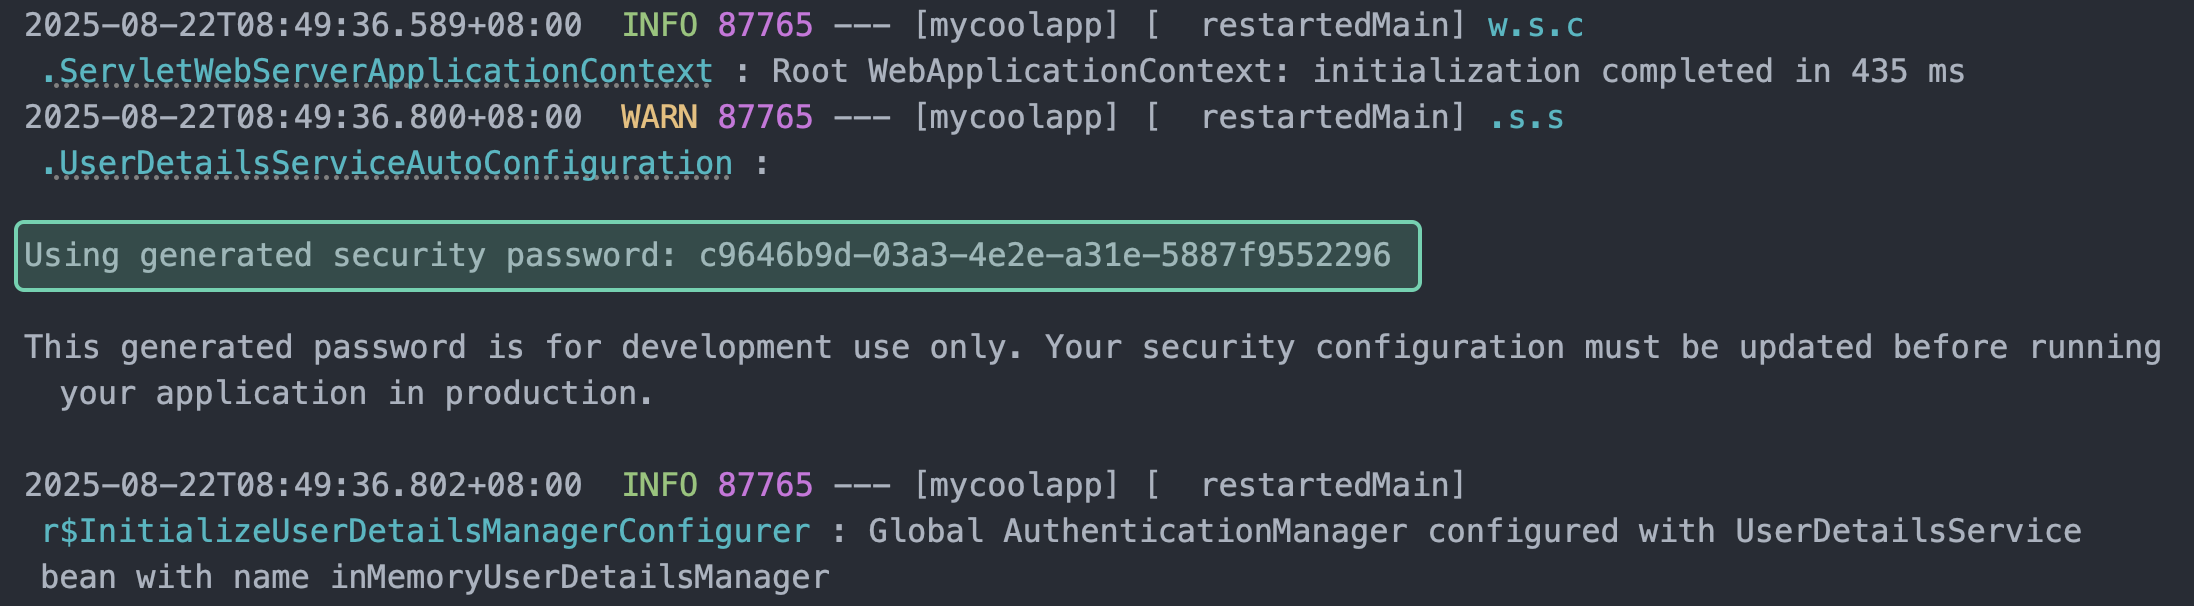 2025-08-22T08:49:36.589+08:00  INFO 87765 --- [mycoolapp] [  restartedMain] w.s.c
.ServletWebServerApplicationContext : Root WebApplicationContext: initialization completed in 435 ms
2025-08-22T08:49:36.800+08:00  WARN 87765 --- [mycoolapp] [  restartedMain] .s.s
.UserDetailsServiceAutoConfiguration :
Using generated security password: c9646b9d-03a3-4e2e-a31e-5887f9552296
This generated password is for development use only. Your security configuration must be updated before running
your application in production.
2025-08-22T08:49:36.802+08:00  INFO 87765 --- [mycoolapp] [  restartedMain]
r$InitializeUserDetailsManagerConfigurer : Global AuthenticationManager configured with UserDetailsService
bean with name inMemoryUserDetailsManager